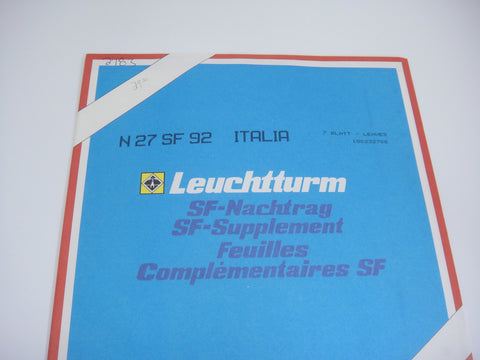 N 27 SF 92 ITALIA
7 BLATT - LEAVES
Leuchtturm
SF-Nachtrag
SF-Supplement
Feuilles
Complémentaires SF